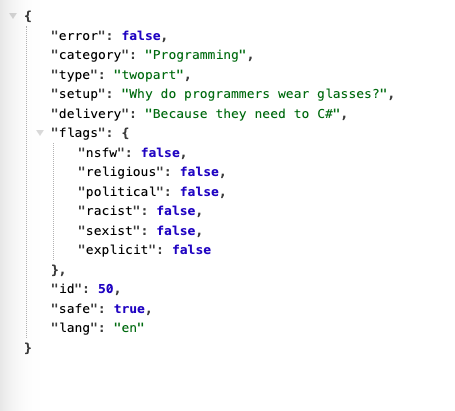 {
"error": false,
"category": "Programming",
"type": "twopart",
"setup": "Why do programmers wear glasses?",
"delivery": "Because they need to C#",
"flags": {
"nsfw": false,
"religious": false,
"political": false,
"racist": false,
"sexist": false,
"explicit": false
},
"id": 50,
"safe": true,
"lang": "en"
}